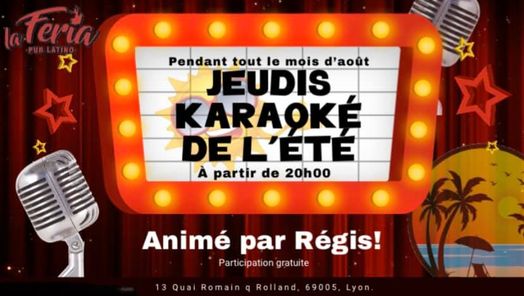 la Feria
PUB LATINO
Pendant tout le mois d'août
JEUDIS
KARAOKÉ
DE L'ÉTÉ
À partir de 20h00
Animé par Régis!
Participation gratuite
13 Quai Romain q Rolland, 69005, Lyon.